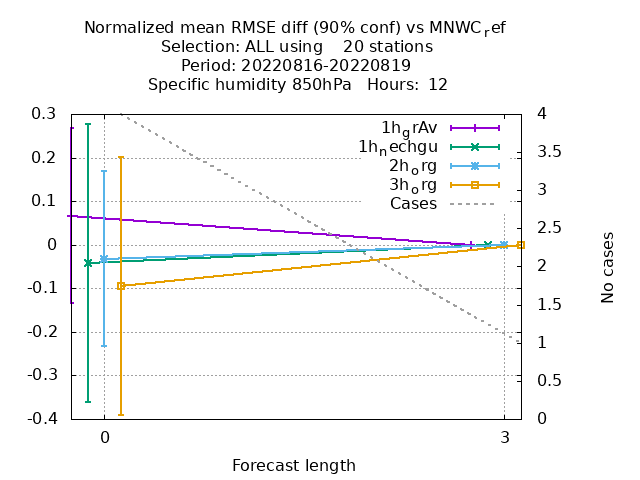 Normalized mean RMSE diff (90% conf) vs MNWC_ref
Selection: ALL using 20 stations
Period: 20220816-20220819
Specific humidity 850hPa Hours: 12
0.3
0.2
0.1
0
-0.1
-0.2
-0.3
-0.4
4
3.5
3
2.5
2
1.5
1
0.5
0
1h_grAv
1h_nechgu
2h_org
3h_org
Cases
No cases
0 3
Forecast length